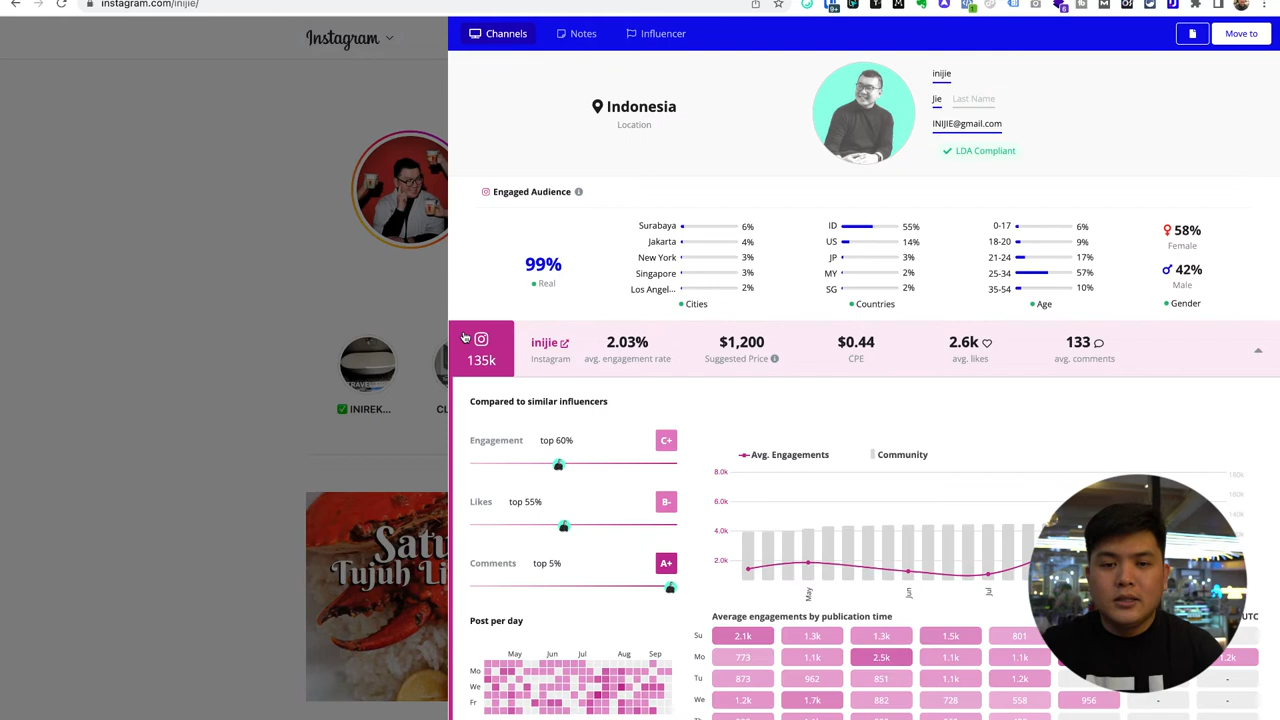 instagram.com/inijie/
Instagram
Channels
Notes
Influencer
Move to
Indonesia
Location
inijie
Jie Last Name
INIJIE@gmail.com
LDA Compliant
Engaged Audience
99%
Real
Surabaya 6%
Jakarta 4%
New York 3%
Singapore 3%
Los Angel... 2%
Cities
ID 55%
US 14%
JP 3%
MY 2%
SG 2%
Countries
0-17 6%
18-20 9%
21-24 17%
25-34 57%
35-54 10%
Age
58%
Female
42%
Male
Gender
135k
inijie
Instagram
2.03%
avg. engagement rate
$1,200
Suggested Price
$0.44
CPE
2.6k
avg. likes
133
avg. comments
INIREK...
CL
Satu
Tujuh Li
Compared to similar influencers
Engagement top 60% C+
Likes top 55% B-
Comments top 5% A+
Post per day
May Jun Jul Aug Sep
Mo
We
Fr
Avg. Engagements Community
8.0k
6.0k
4.0k
2.0k
May Jun Jul
Average engagements by publication time UTC
Su 2.1k 1.3k 1.3k 1.5k 801 -
Mo 773 1.1k 2.5k 1.1k 1.1k 1.2k
Tu 873 962 851 1.1k 1.2k -
We 1.2k 1.7k 882 728 558 956 - -